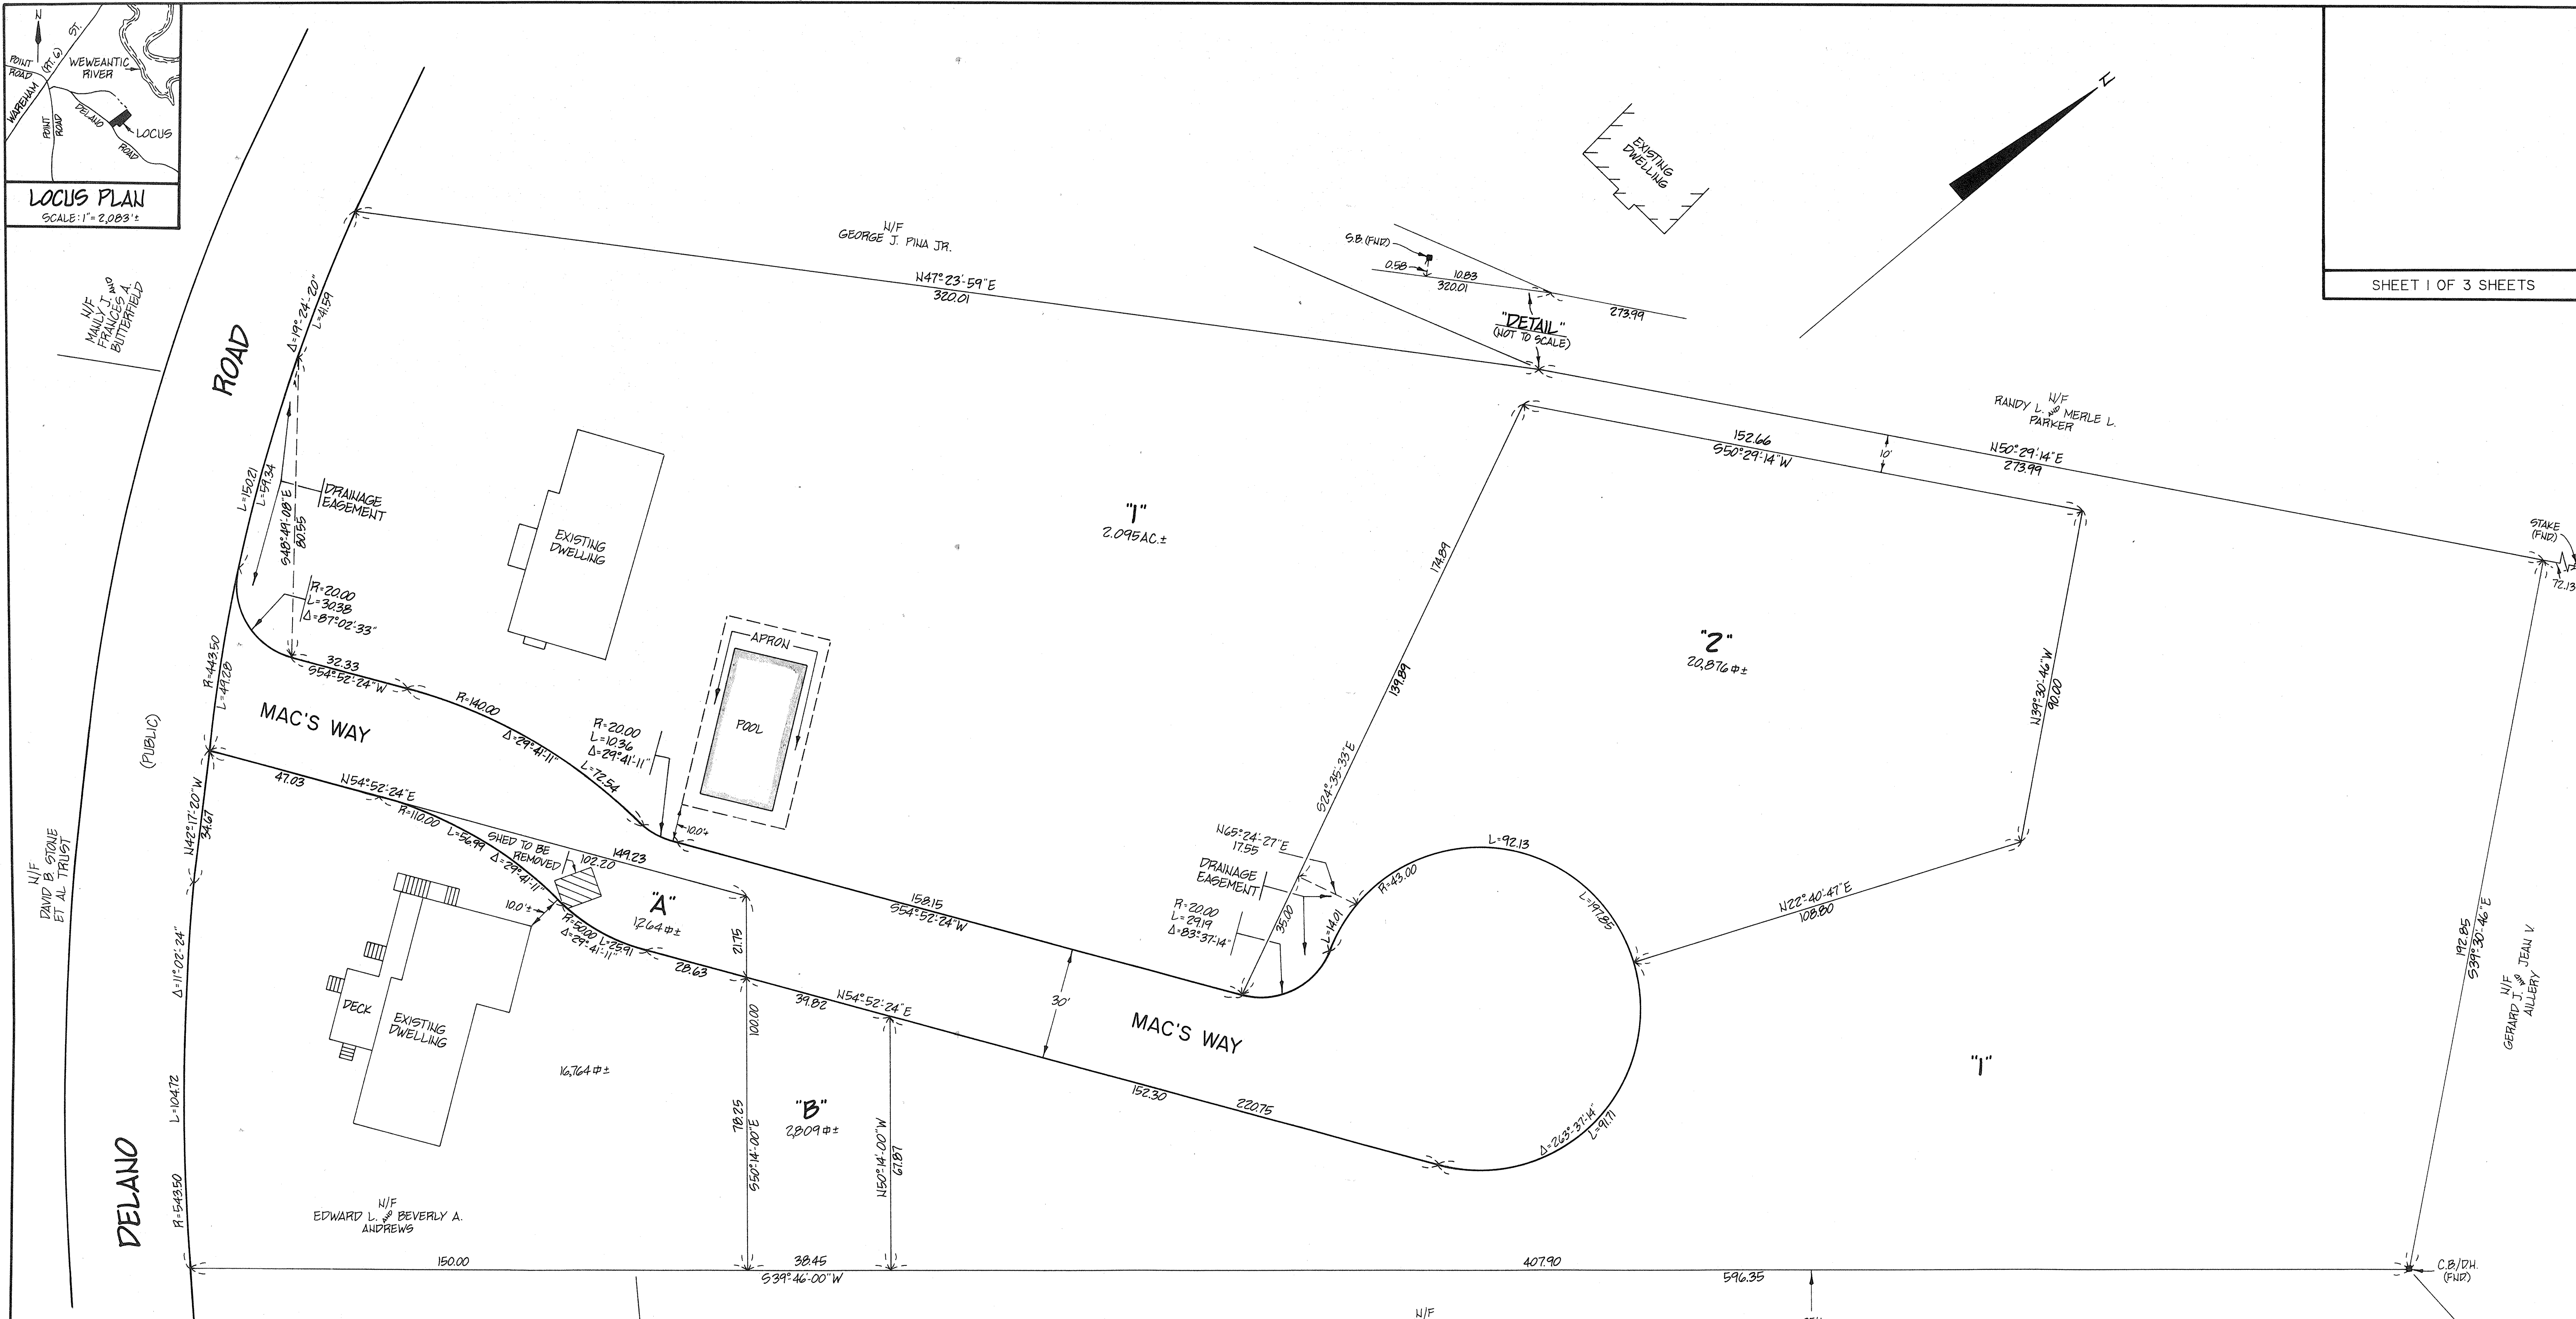 N
POINT
ROAD
WAREHAM
(RT. 6)
ST.
WEWEANTIC
RIVER
DELANO
ROAD
POINT
ROAD
LOCUS
LOCUS PLAN
SCALE: 1"= 2,083'±
SHEET 1 OF 3 SHEETS
N
EXISTING
DWELLING
N/F
GEORGE J. PINA JR.
N47°-23'-59"E
320.01
S.B.(FND)
0.58
10.83
320.01
273.99
"DETAIL"
(NOT TO SCALE)
N/F
RANDY L. AND MERLE L.
PARKER
N50°-29'-14"E
273.99
10'
152.66
S50°-29'-14"W
STAKE
(FND.)
72.13
N/F
MANLY J. AND
FRANCES A.
BUTTERFIELD
ROAD
Δ=19°-24'-20"
L=41.59
L=150.21
L=59.34
S48°-49'-08"E
80.55
DRAINAGE
EASEMENT
EXISTING
DWELLING
"1"
2.095AC.±
174.89
139.89
S24°-35'-33"E
"2"
20,876 ф±
N39°-30'-46"W
90.00
R=20.00
L=30.38
Δ=87°-02'-33"
R=443.50
L=49.28
32.33
S54°-52'-24"W
R=140.00
Δ=29°-41'-11"
L=72.54
MAC'S WAY
(PUBLIC)
R=20.00
L=10.36
Δ=29°-41'-11"
APRON
POOL
10.0'±
47.03
N54°-52'-24"E
R=110.00
L=56.99
Δ=29°-41'-11"
SHED TO BE
REMOVED
149.23
102.20
"A"
1,264 ф±
21.75
10.0'±
R=50.00
L=25.91
Δ=29°-41'-11"
28.63
N42°-17'-20"W
34.67
N/F
DAVID B. STONE
ET AL TRUST
158.15
S54°-52'-24"W
N65°-24'-27"E
17.55
DRAINAGE
EASEMENT
R=20.00
L=29.19
Δ=83°-37'-14"
35.00
L=14.01
R=43.00
L=92.13
L=197.85
N22°-40'-47"E
108.80
192.85
S39°-30'-46"E
N/F
GERARD J. AND JEAN V.
AILLERY
Δ=11°-02'-24"
L=104.72
R=543.50
DECK
EXISTING
DWELLING
16,764 ф±
39.82
N54°-52'-24"E
100.00
30'
MAC'S WAY
152.30
220.75
Δ=263°-37'-14"
L=91.71
"1"
"B"
2,809 ф±
78.25
S50°-14'-00"E
N50°-14'-00"W
67.87
DELANO
N/F
EDWARD L. AND BEVERLY A.
ANDREWS
150.00
38.45
S39°-46'-00"W
407.90
596.35
C.B/D.H.
(FND)
N/F